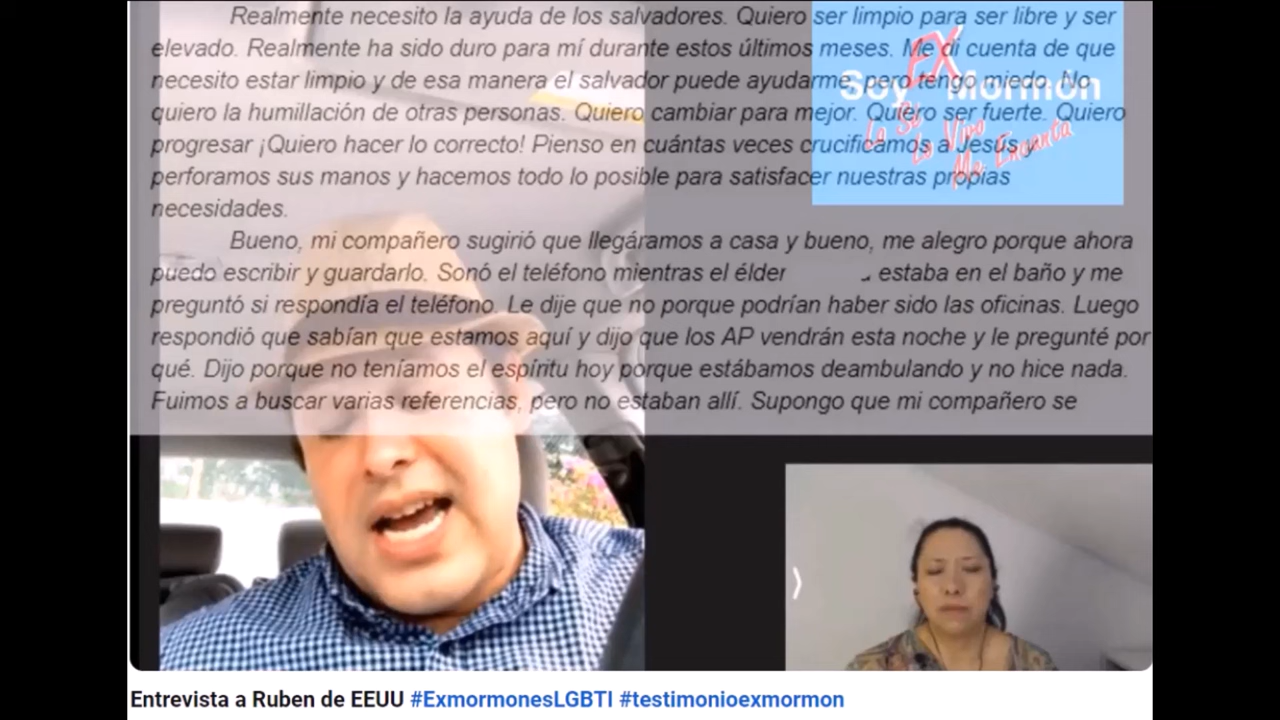 Realmente necesito la ayuda de los salvadores. Quiero ser limpio para ser libre y ser
elevado. Realmente ha sido duro para mí durante estos últimos meses. Me di cuenta de que
necesito estar limpio y de esa manera el salvador puede ayudarme, pero tengo miedo. No
quiero la humillación de otras personas. Quiero cambiar para mejor. Quiero ser fuerte. Quiero
progresar ¡Quiero hacer lo correcto! Pienso en cuántas veces crucificamos a Jesús y
perforamos sus manos y hacemos todo lo posible para satisfacer nuestras propias
necesidades.
Bueno, mi compañero sugirió que llegáramos a casa y bueno, me alegro porque ahora
puedo escribir y guardarlo. Sonó el teléfono mientras el élder estaba en el baño y me
preguntó si respondía el teléfono. Le dije que no porque podrían haber sido las oficinas. Luego
respondió que sabían que estamos aquí y dijo que los AP vendrán esta noche y le pregunté por
qué. Dijo porque no teníamos el espíritu hoy porque estábamos deambulando y no hice nada.
Fuimos a buscar varias referencias, pero no estaban allí. Supongo que mi compañero se
Soy EX Mormón
Lo Sé
Lo Vivo
Me Encanta
Entrevista a Ruben de EEUU #ExmormonesLGBTI #testimonioexmormon